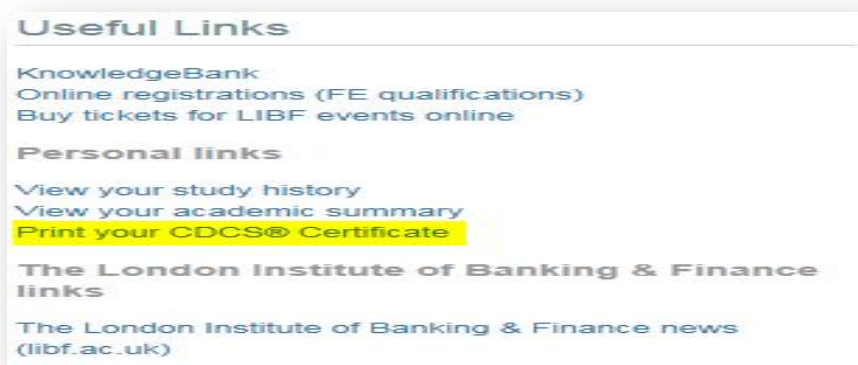 Useful Links
KnowledgeBank
Online registrations (FE qualifications)
Buy tickets for LIBF events online
Personal links
View your study history
View your academic summary
Print your CDCS® Certificate
The London Institute of Banking & Finance
links
The London Institute of Banking & Finance news
(libf.ac.uk)